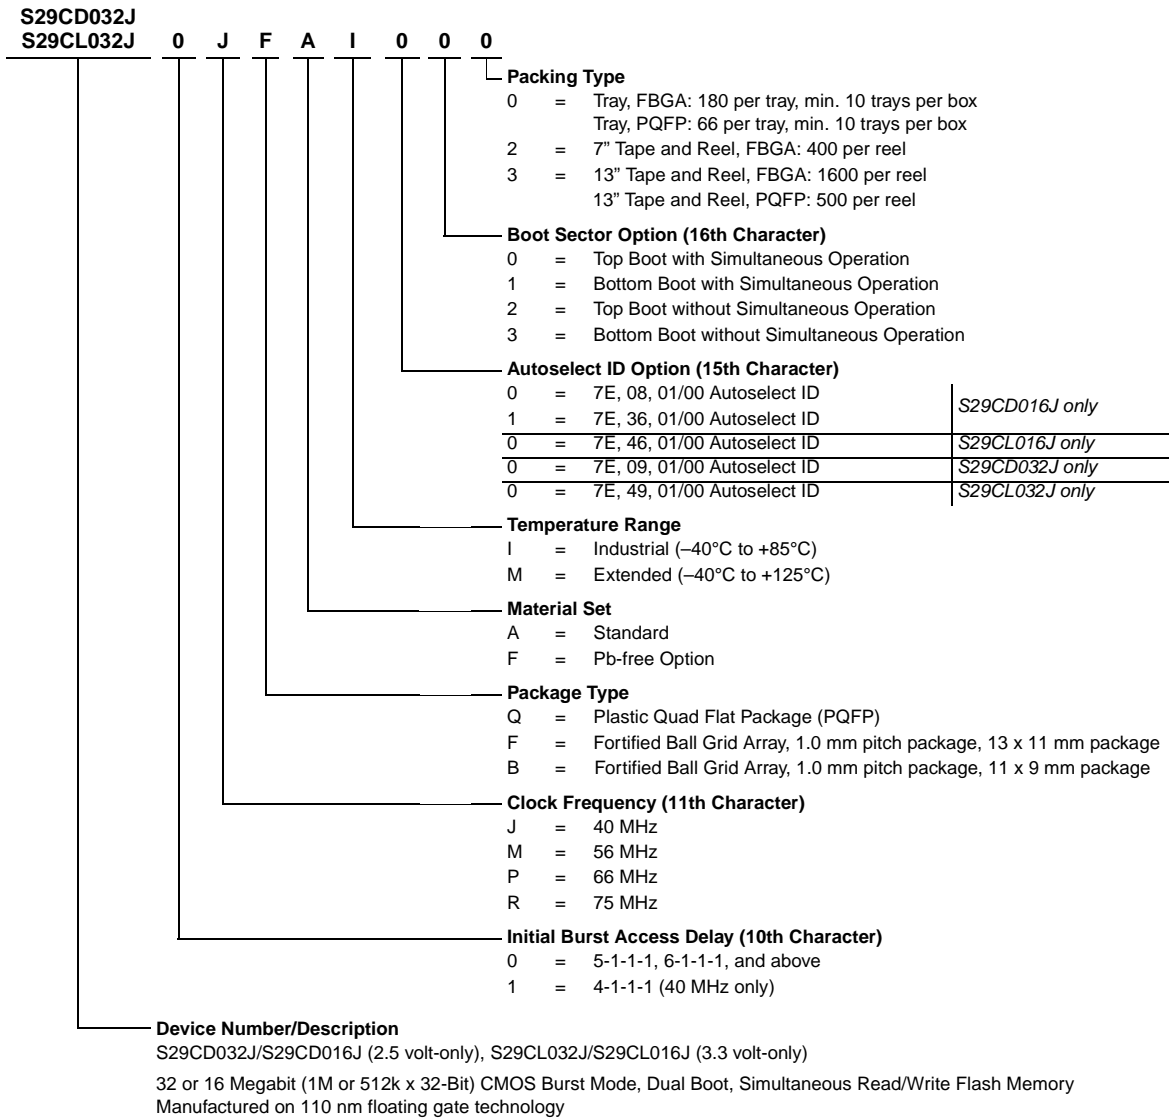 S29CD032J
S29CL032J 0 J F A I 0 0 0
Packing Type
0 = Tray, FBGA: 180 per tray, min. 10 trays per box
Tray, PQFP: 66 per tray, min. 10 trays per box
2 = 7” Tape and Reel, FBGA: 400 per reel
3 = 13” Tape and Reel, FBGA: 1600 per reel
13” Tape and Reel, PQFP: 500 per reel
Boot Sector Option (16th Character)
0 = Top Boot with Simultaneous Operation
1 = Bottom Boot with Simultaneous Operation
2 = Top Boot without Simultaneous Operation
3 = Bottom Boot without Simultaneous Operation
Autoselect ID Option (15th Character)
0 = 7E, 08, 01/00 Autoselect ID
S29CD016J only
1 = 7E, 36, 01/00 Autoselect ID
0 = 7E, 46, 01/00 Autoselect ID S29CL016J only
0 = 7E, 09, 01/00 Autoselect ID S29CD032J only
0 = 7E, 49, 01/00 Autoselect ID S29CL032J only
Temperature Range
I = Industrial (–40°C to +85°C)
M = Extended (–40°C to +125°C)
Material Set
A = Standard
F = Pb-free Option
Package Type
Q = Plastic Quad Flat Package (PQFP)
F = Fortified Ball Grid Array, 1.0 mm pitch package, 13 x 11 mm package
B = Fortified Ball Grid Array, 1.0 mm pitch package, 11 x 9 mm package
Clock Frequency (11th Character)
J = 40 MHz
M = 56 MHz
P = 66 MHz
R = 75 MHz
Initial Burst Access Delay (10th Character)
0 = 5-1-1-1, 6-1-1-1, and above
1 = 4-1-1-1 (40 MHz only)
Device Number/Description
S29CD032J/S29CD016J (2.5 volt-only), S29CL032J/S29CL016J (3.3 volt-only)
32 or 16 Megabit (1M or 512k x 32-Bit) CMOS Burst Mode, Dual Boot, Simultaneous Read/Write Flash Memory
Manufactured on 110 nm floating gate technology